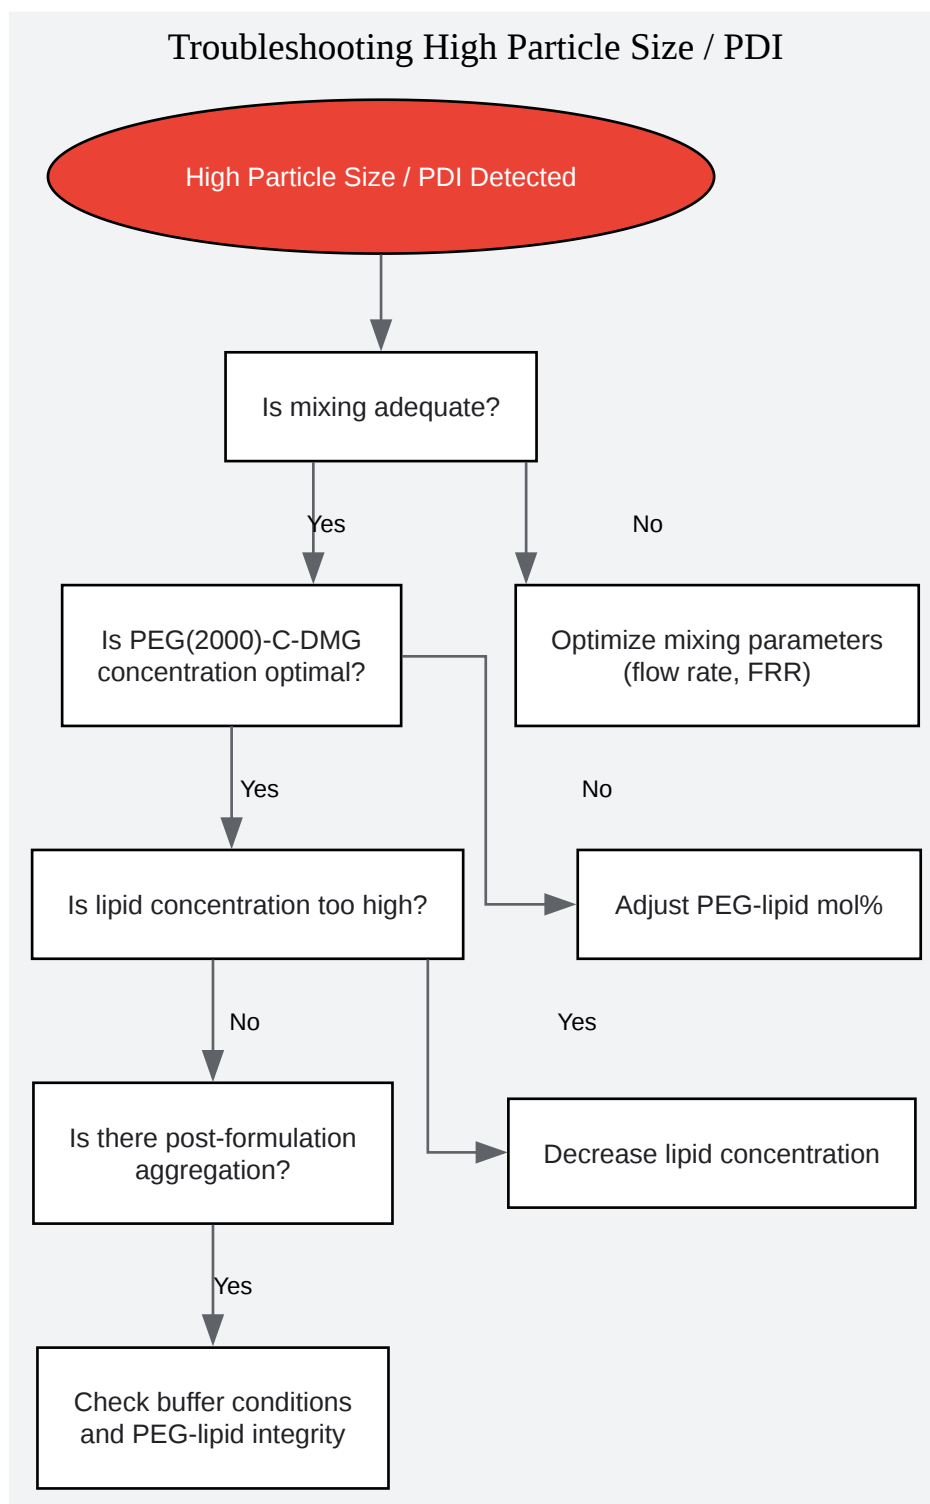 Troubleshooting High Particle Size / PDI
High Particle Size / PDI Detected
Is mixing adequate?
Yes
No
Is PEG(2000)-C-DMG
concentration optimal?
Optimize mixing parameters
(flow rate, FRR)
Yes
No
Is lipid concentration too high?
Adjust PEG-lipid mol%
No
Yes
Is there post-formulation
aggregation?
Decrease lipid concentration
Yes
Check buffer conditions
and PEG-lipid integrity